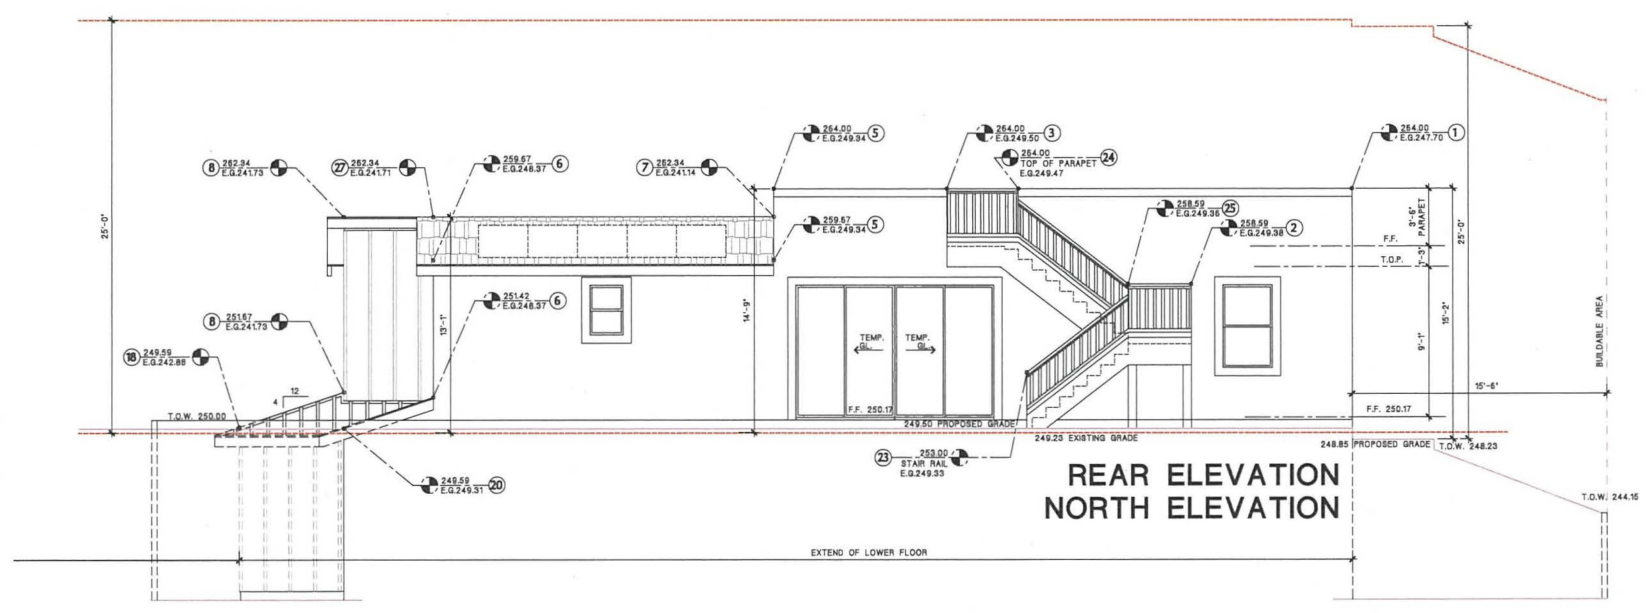 264.00
E.G.249.34 5
264.00
E.G.249.50 3
264.00
E.G.247.70 1
262.34
8 E.G.241.73
262.34
27 E.G.241.71
259.67
E.G.248.37 6
262.34
7 E.G.241.14
264.00
TOP OF PARAPET 24
E.G.249.47
25'-0"
258.59
E.G.249.36 25
259.67
E.G.249.34 5
258.59
E.G.249.38 2
3'-6"
PARAPET
25'-0"
F.F.
1'-3"
T.O.P.
251.42
E.G.248.37 6
13'-1"
14'-9"
15'-2"
251.67
8 E.G.241.73
249.59
18 E.G.242.88
TEMP.
GL.
TEMP.
GL.
9'-1"
BUILDABLE AREA
12
4
15'-6"
T.O.W. 250.00
F.F. 250.17
F.F. 250.17
249.50 PROPOSED GRADE
249.23 EXISTING GRADE
248.85 PROPOSED GRADE
T.O.W. 248.23
253.00
23 STAIR RAIL
E.G.249.33
249.59
E.G.249.31 20
REAR ELEVATION
NORTH ELEVATION
T.O.W. 244.15
EXTEND OF LOWER FLOOR